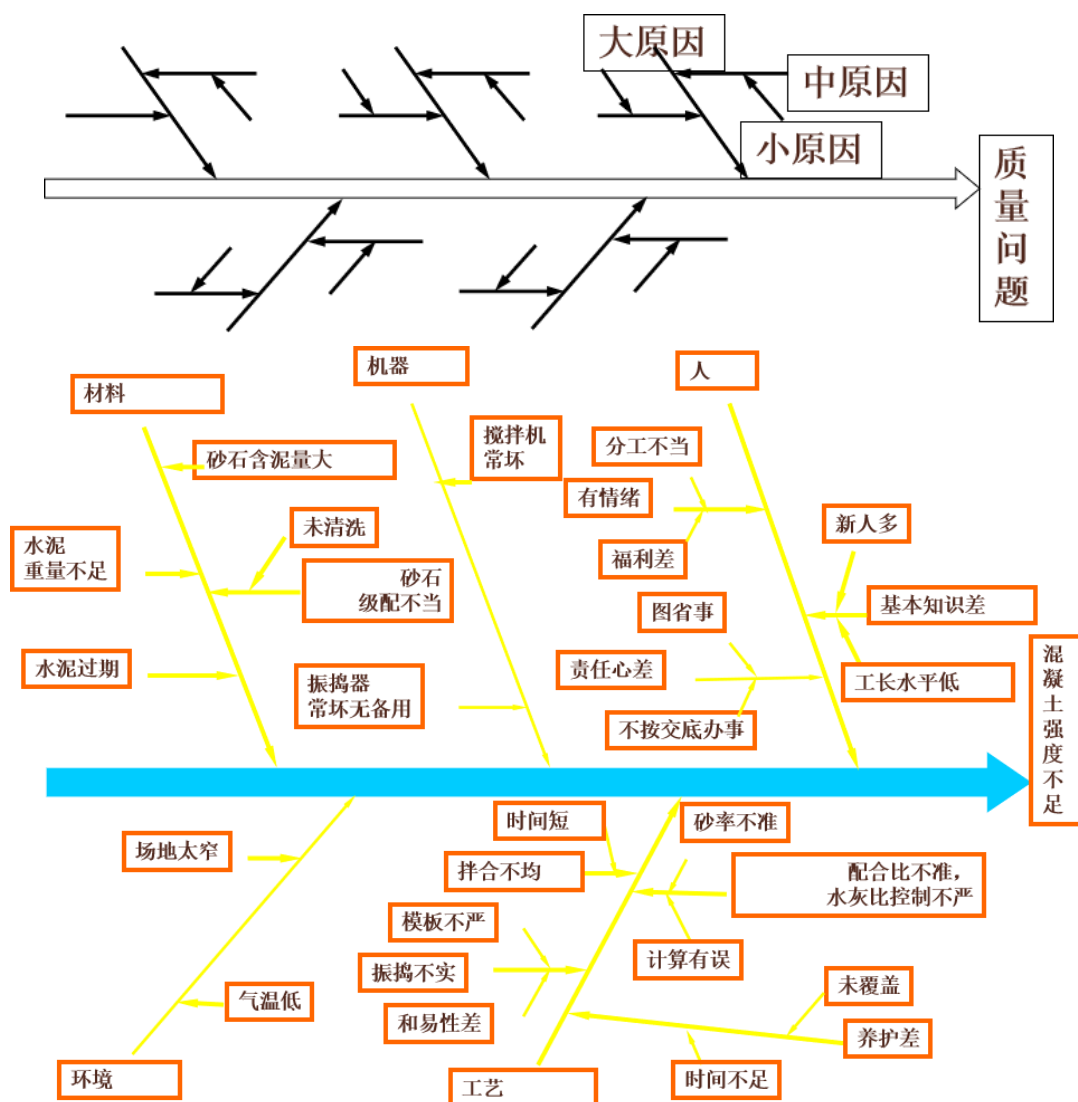 大原因
中原因
小原因
质
量
问
题
材料
机器
人
砂石含泥量大
搅拌机
常坏
分工不当
有情绪
福利差
新人多
水泥
重量不足
未清洗
砂石
级配不当
图省事
基本知识差
水泥过期
振捣器
常坏无备用
责任心差
不按交底办事
工长水平低
混
凝
土
强
度
不
足
场地太窄
时间短
砂率不准
拌合不均
配合比不准，
水灰比控制不严
模板不严
振捣不实
和易性差
计算有误
气温低
未覆盖
养护差
时间不足
环境
工艺